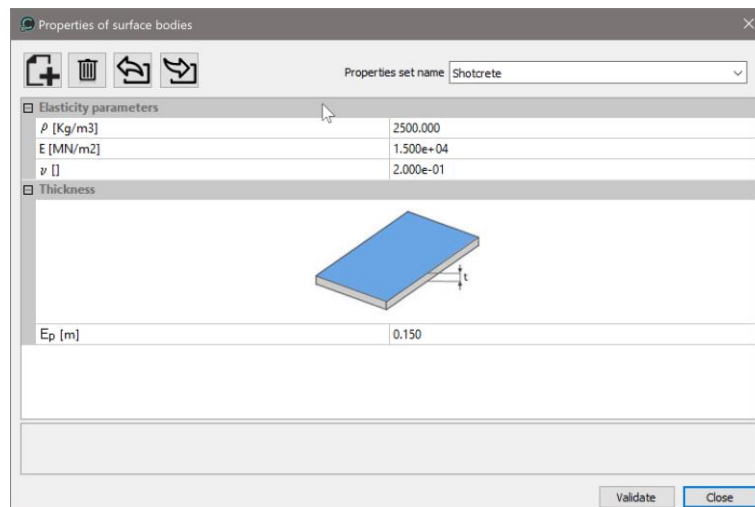 Properties of surface bodies
Properties set name Shotcrete
Elasticity parameters
ρ [Kg/m3] 2500.000
E [MN/m2] 1.500e+04
ν [] 2.000e-01
Thickness
t
Ep [m] 0.150
Validate Close